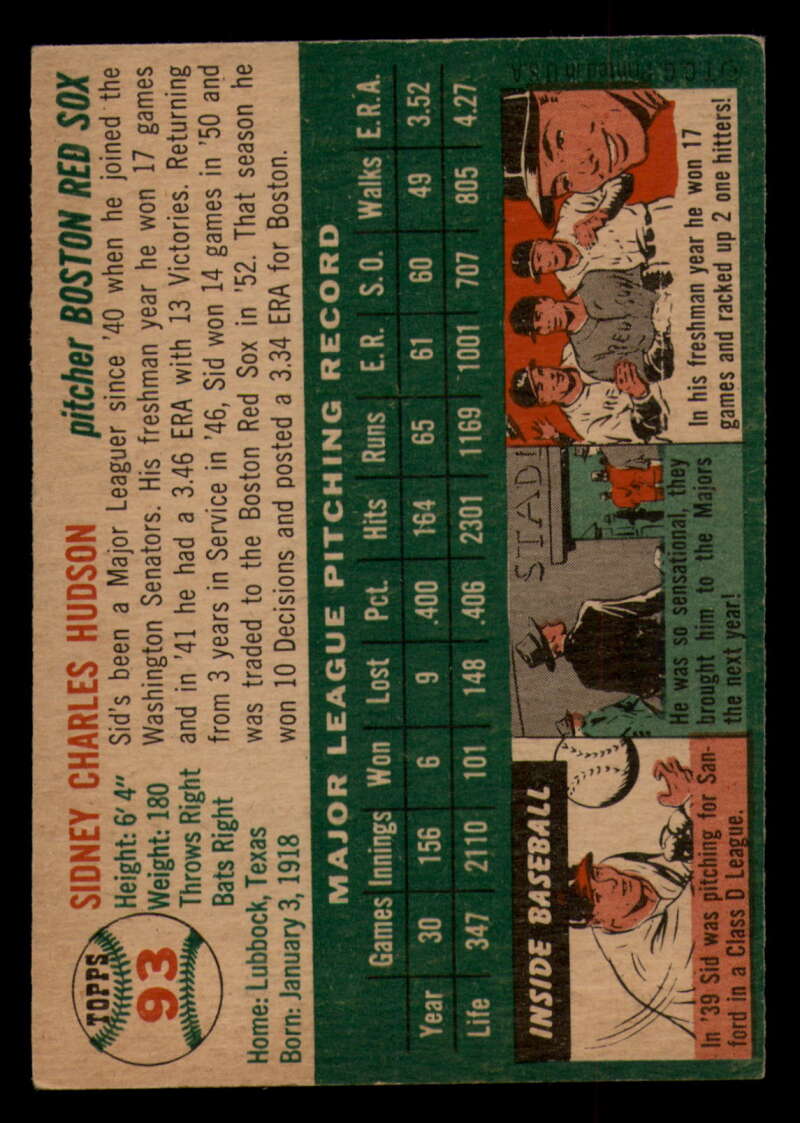 TOPPS
93
SIDNEY CHARLES HUDSON
pitcher BOSTON RED SOX
Height: 6'4"
Weight: 180
Throws Right
Bats Right
Home: Lubbock, Texas
Born: January 3, 1918
Sid's been a Major Leaguer since '40 when he joined the
Washington Senators. His freshman year he won 17 games
and in '41 he had a 3.46 ERA with 13 Victories. Returning
from 3 years in Service in '46, Sid won 14 games in '50 and
was traded to the Boston Red Sox in '52. That season he
won 10 Decisions and posted a 3.34 ERA for Boston.
MAJOR LEAGUE PITCHING RECORD
Games Innings Won Lost Pct. Hits Runs E.R. S.O. Walks E.R.A.
Year 30 156 6 9 .400 164 65 61 60 49 3.52
Life 347 2110 101 148 .406 2301 1169 1001 707 805 4.27
INSIDE BASEBALL
In '39 Sid was pitching for San-
ford in a Class D League.
STADI
He was so sensational, they
brought him to the Majors
the next year!
RED SOX
In his freshman year he won 17
games and racked up 2 one hitters!
T.C.G. Printed in U.S.A.